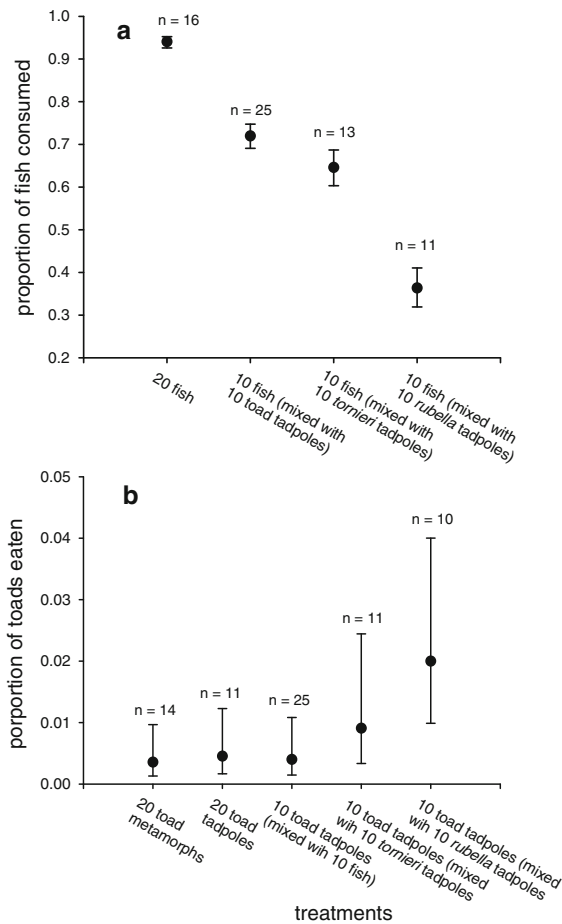 a
proportion of fish consumed
1.0
0.9
0.8
0.7
0.6
0.5
0.4
0.3
0.2
n = 16
n = 25
n = 13
n = 11
20 fish
10 fish (mixed with
10 toad tadpoles)
10 fish (mixed with
10 tornieri tadpoles)
10 fish (mixed with
10 rubella tadpoles)
b
porportion of toads eaten
0.05
0.04
0.03
0.02
0.01
0.00
n = 14
n = 11
n = 25
n = 11
n = 10
20 toad
metamorphs
20 toad
tadpoles
10 toad tadpoles
(mixed wih 10 fish)
10 toad tadpoles (mixed
wih 10 tornieri tadpoles
10 toad tadpoles (mixed
wih 10 rubella tadpoles
treatments